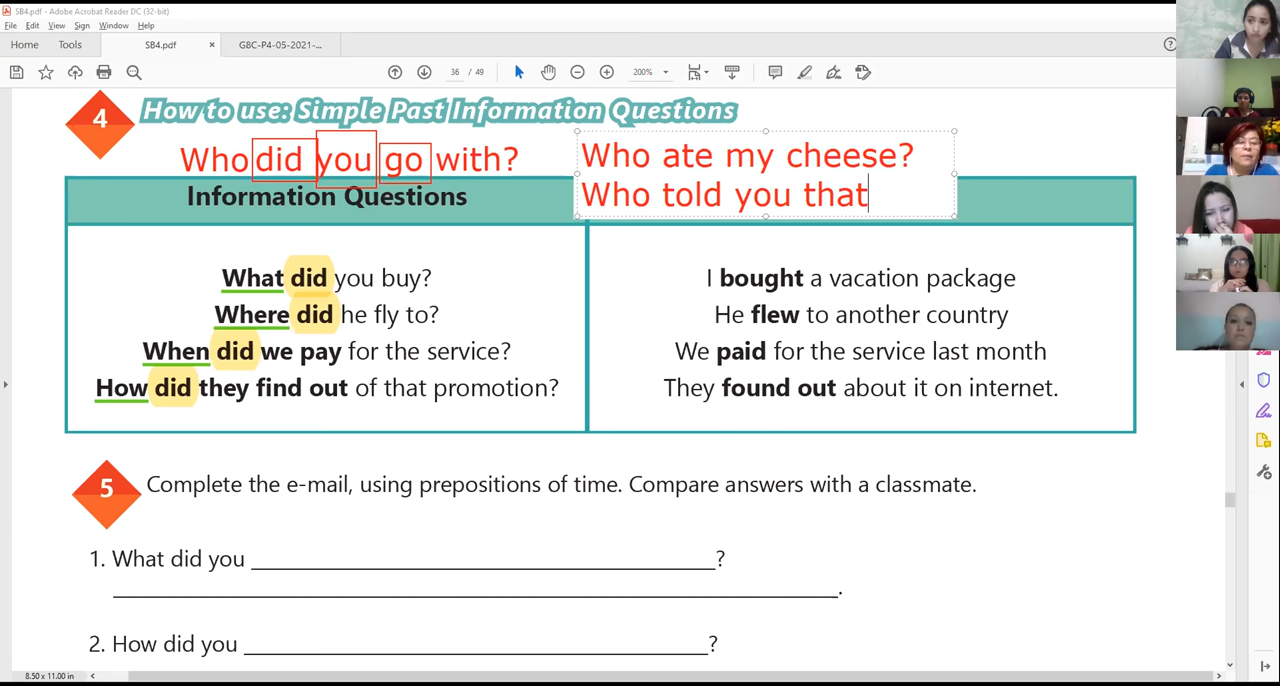 SB4.pdf - Adobe Acrobat Reader DC (32-bit)
File Edit View Sign Window Help
Home Tools SB4.pdf × G8C-P4-05-2021-...
36 / 49 200%
4 How to use: Simple Past Information Questions
Who did you go with?
Who ate my cheese?
Who told you that
Information Questions
What did you buy?
Where did he fly to?
When did we pay for the service?
How did they find out of that promotion?
I bought a vacation package
He flew to another country
We paid for the service last month
They found out about it on internet.
5 Complete the e-mail, using prepositions of time. Compare answers with a classmate.
1. What did you ______________________?
______________________.
2. How did you ______________________?
8.50 x 11.00 in